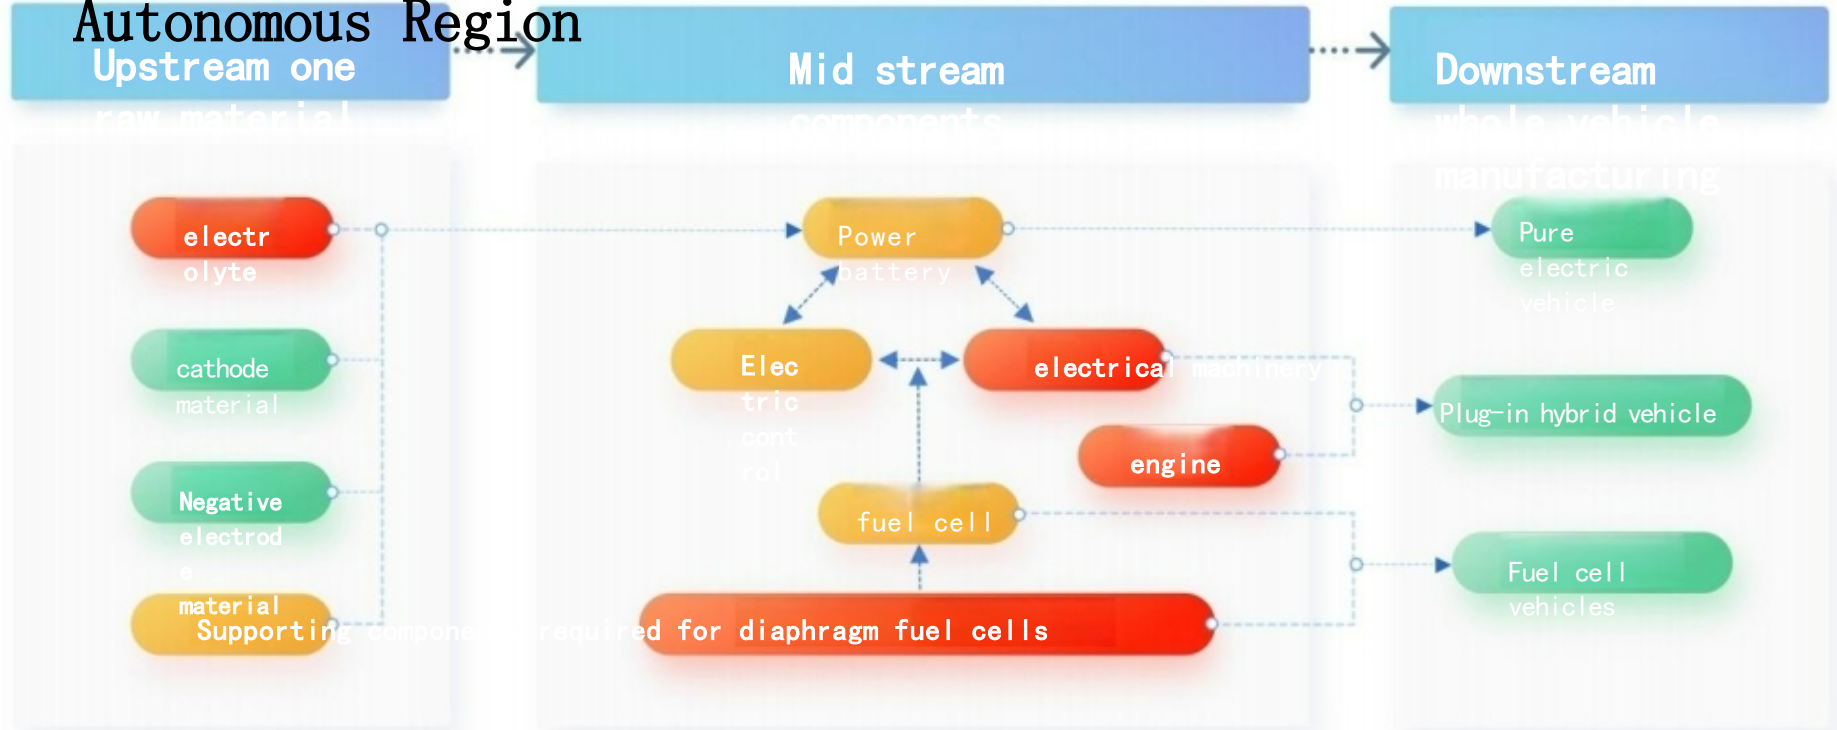 Autonomous Region
Upstream one
raw material
Mid stream
components
Downstream
whole vehicle
manufacturing
electr
olyte
cathode
material
Negative
electrod
e
material
Power
battery
Elec
tric
cont
rol
electrical machinery
engine
fuel cell
Supporting components required for diaphragm fuel cells
Pure
electric
vehicle
Plug-in hybrid vehicle
Fuel cell
vehicles